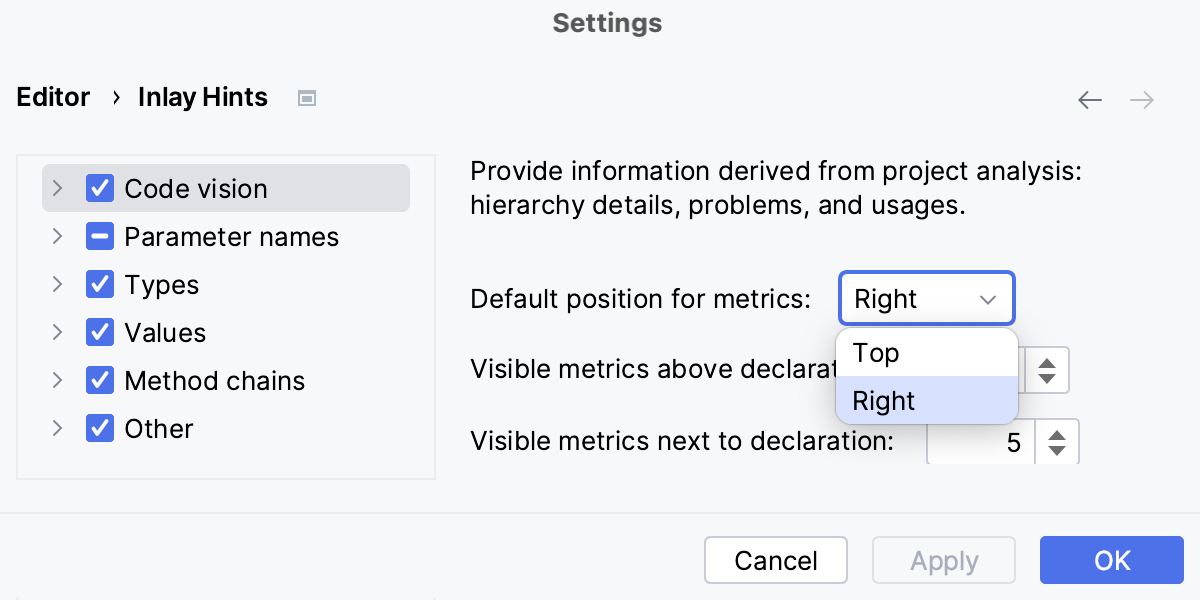 Settings
Editor › Inlay Hints
Code vision
Parameter names
Types
Values
Method chains
Other
Provide information derived from project analysis:
hierarchy details, problems, and usages.
Default position for metrics: Right
Top
Right
Visible metrics above
Visible metrics next to declaration: 5
Cancel
Apply
OK